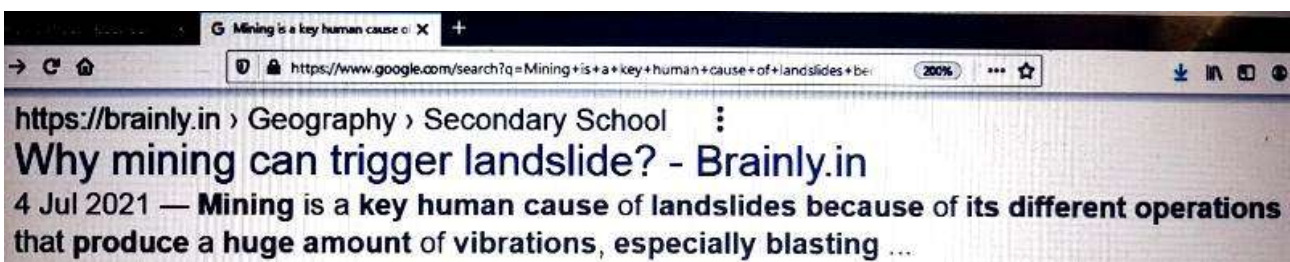 G Mining is a key human cause of
https://www.google.com/search?q=Mining+is+a+key+human+cause+of+landslides+be
200%
https://brainly.in › Geography › Secondary School
Why mining can trigger landslide? - Brainly.in
4 Jul 2021 — Mining is a key human cause of landslides because of its different operations
that produce a huge amount of vibrations, especially blasting ...